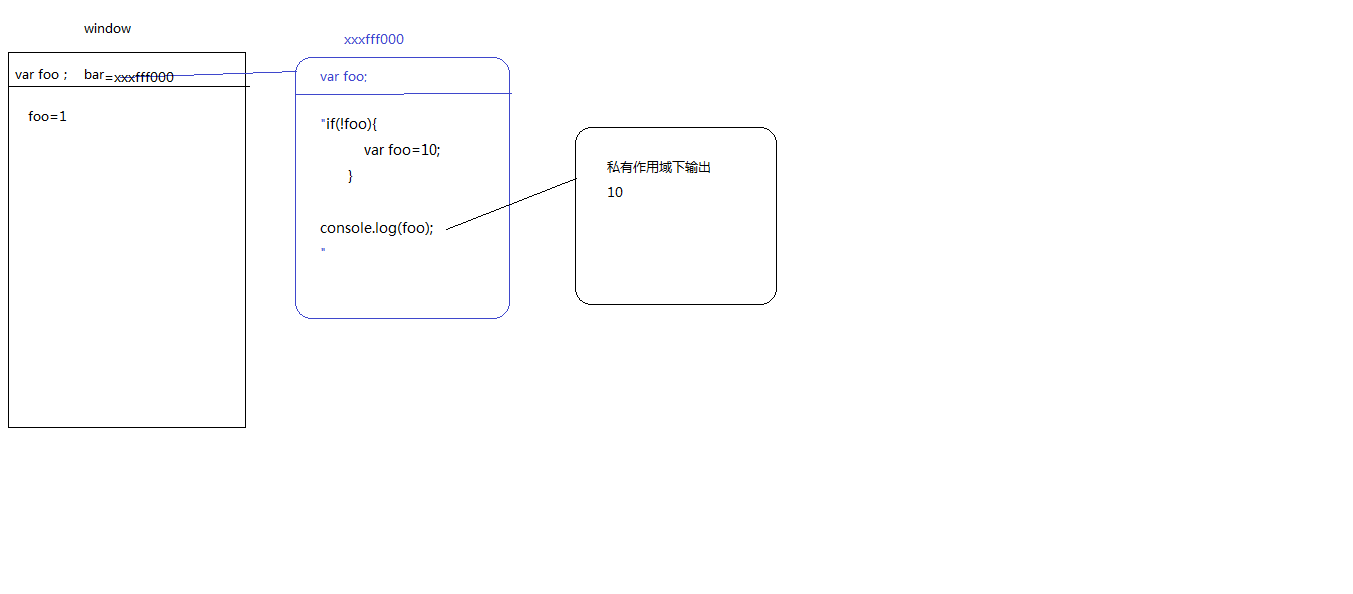 window
var foo ; bar=xxxfff000
foo=1
xxxfff000
var foo;
"if(!foo){
var foo=10;
}
console.log(foo);
"
私有作用域下输出
10